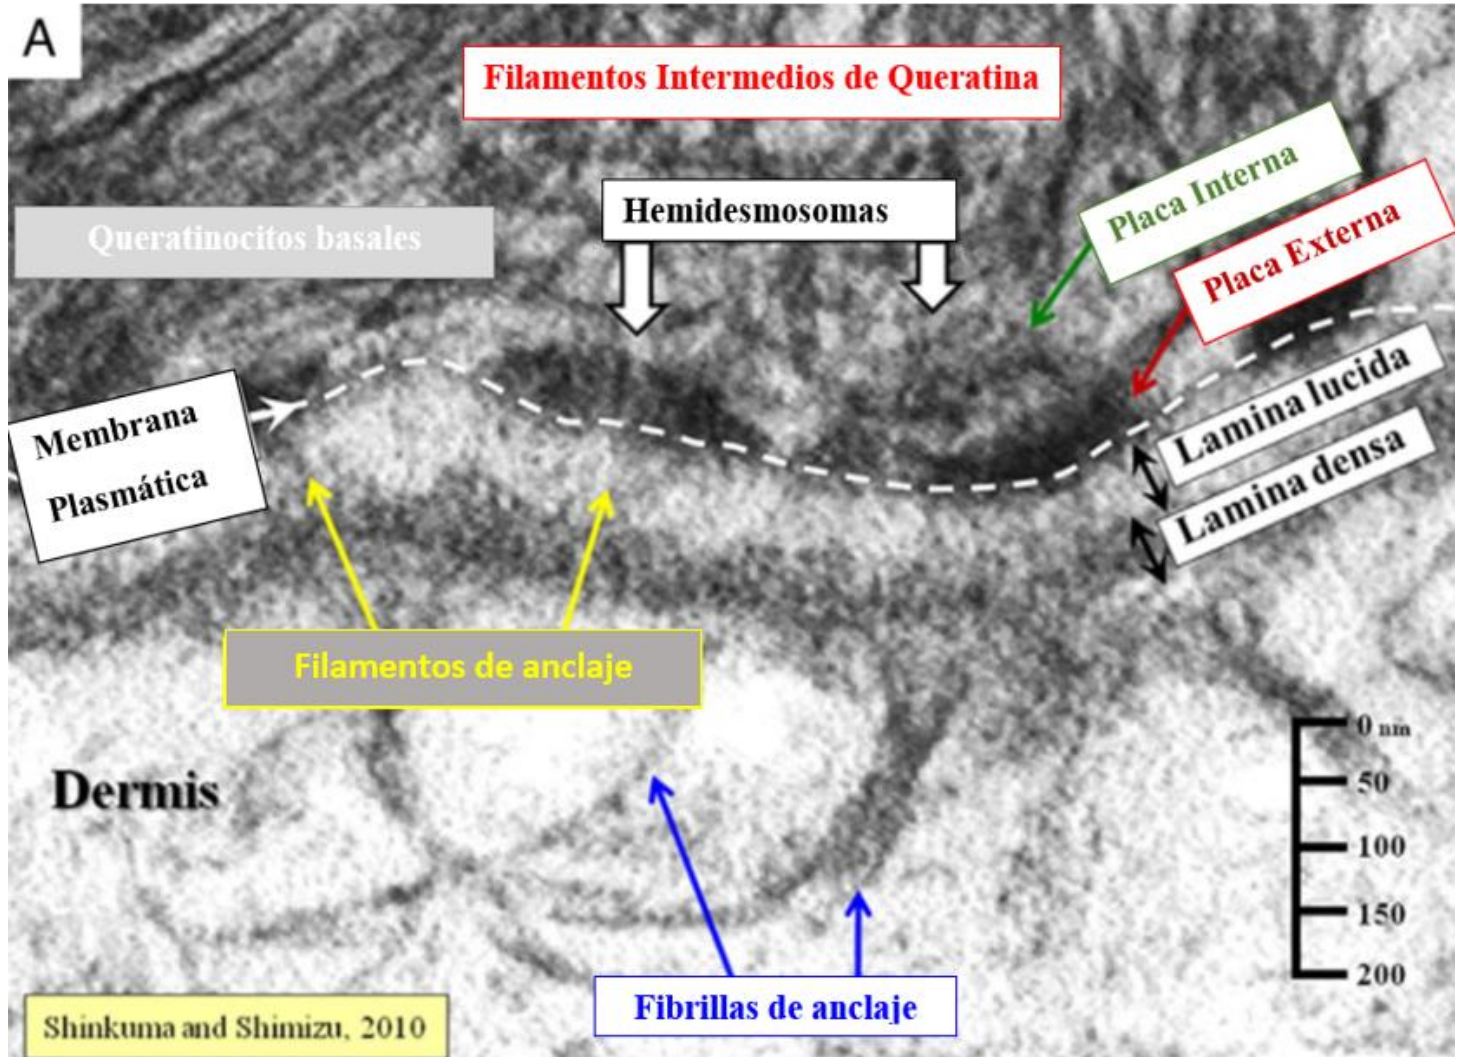 A
Filamentos Intermedios de Queratina
Placa Interna
Hemidesmosomas
Placa Externa
Queratinocitos basales
Lamina lucida
Membrana
Plasmática
Lamina densa
Filamentos de anclaje
0 nm
Dermis
50
100
150
200
Fibrillas de anclaje
Shinkuma and Shimizu, 2010